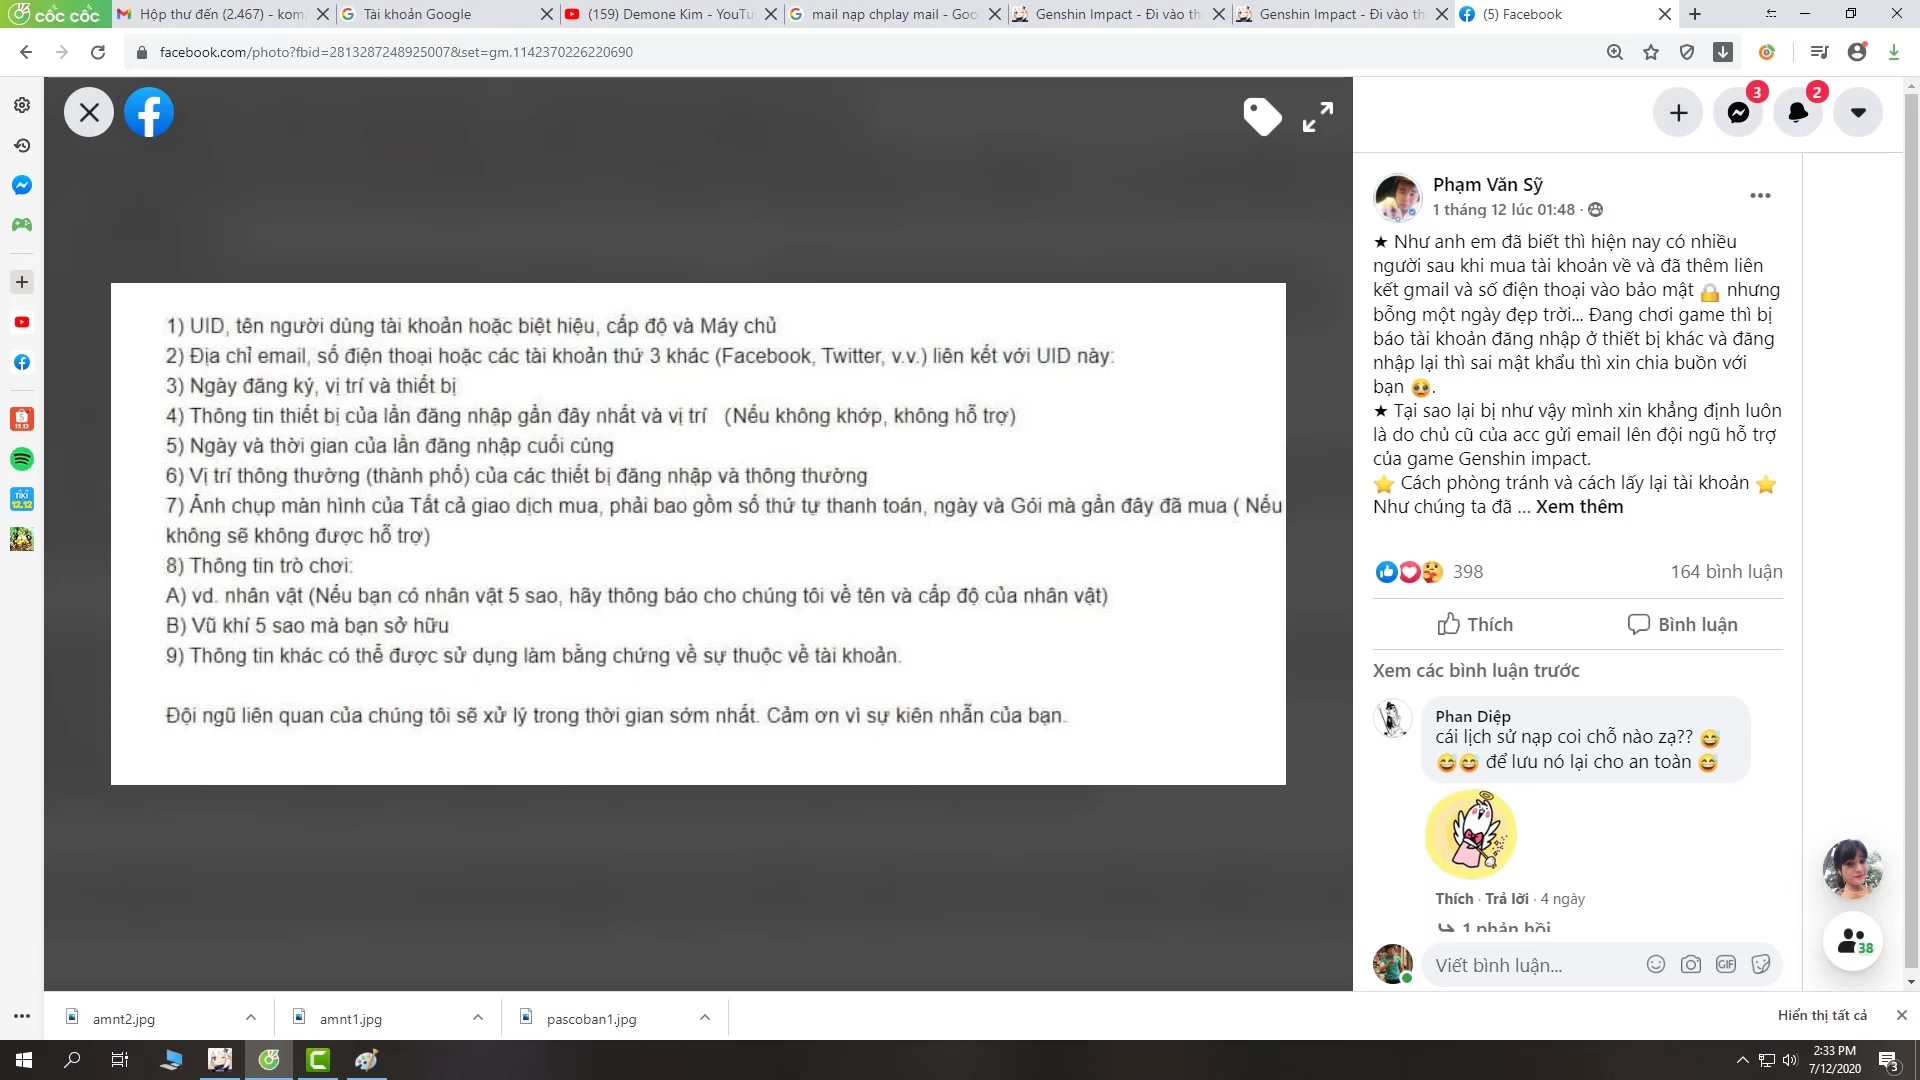 cốc cốc
Hộp thư đến (2.467) - kom
Tài khoản Google
(159) Demone Kim - YouTu
mail nạp chplay mail - Goo
Genshin Impact - Đi vào th
Genshin Impact - Đi vào th
(5) Facebook
facebook.com/photo?fbid=2813287248925007&set=gm.1142370226220690
3
2
1) UID, tên người dùng tài khoản hoặc biệt hiệu, cấp độ và Máy chủ
2) Địa chỉ email, số điện thoại hoặc các tài khoản thứ 3 khác (Facebook, Twitter, v.v.) liên kết với UID này:
3) Ngày đăng ký, vị trí và thiết bị
4) Thông tin thiết bị của lần đăng nhập gần đây nhất và vị trí (Nếu không khớp, không hỗ trợ)
5) Ngày và thời gian của lần đăng nhập cuối cùng
6) Vị trí thông thường (thành phố) của các thiết bị đăng nhập và thông thường
7) Ảnh chụp màn hình của Tất cả giao dịch mua, phải bao gồm số thứ tự thanh toán, ngày và Gói mà gần đây đã mua ( Nếu
không sẽ không được hỗ trợ)
8) Thông tin trò chơi:
A) vd. nhân vật (Nếu bạn có nhân vật 5 sao, hãy thông báo cho chúng tôi về tên và cấp độ của nhân vật)
B) Vũ khí 5 sao mà bạn sở hữu
9) Thông tin khác có thể được sử dụng làm bằng chứng về sự thuộc về tài khoản.
Đội ngũ liên quan của chúng tôi sẽ xử lý trong thời gian sớm nhất. Cảm ơn vì sự kiên nhẫn của bạn.
Phạm Văn Sỹ
1 tháng 12 lúc 01:48 ·
★ Như anh em đã biết thì hiện nay có nhiều
người sau khi mua tài khoản về và đã thêm liên
kết gmail và số điện thoại vào bảo mật 🔒 nhưng
bỗng một ngày đẹp trời... Đang chơi game thì bị
báo tài khoản đăng nhập ở thiết bị khác và đăng
nhập lại thì sai mật khẩu thì xin chia buồn với
bạn 🥺.
★ Tại sao lại bị như vậy mình xin khẳng định luôn
là do chủ cũ của acc gửi email lên đội ngũ hỗ trợ
của game Genshin impact.
⭐ Cách phòng tránh và cách lấy lại tài khoản ⭐
Như chúng ta đã ... Xem thêm
398
164 bình luận
Thích
Bình luận
Xem các bình luận trước
Phan Diệp
cái lịch sử nạp coi chỗ nào zạ?? 😅
😅😅 để lưu nó lại cho an toàn 😅
Thích · Trả lời · 4 ngày
1 phản hồi
Viết bình luận...
GIF
38
TIKI
12.12
12.12
amnt2.jpg
amnt1.jpg
pascoban1.jpg
Hiển thị tất cả
2:33 PM
7/12/2020
3